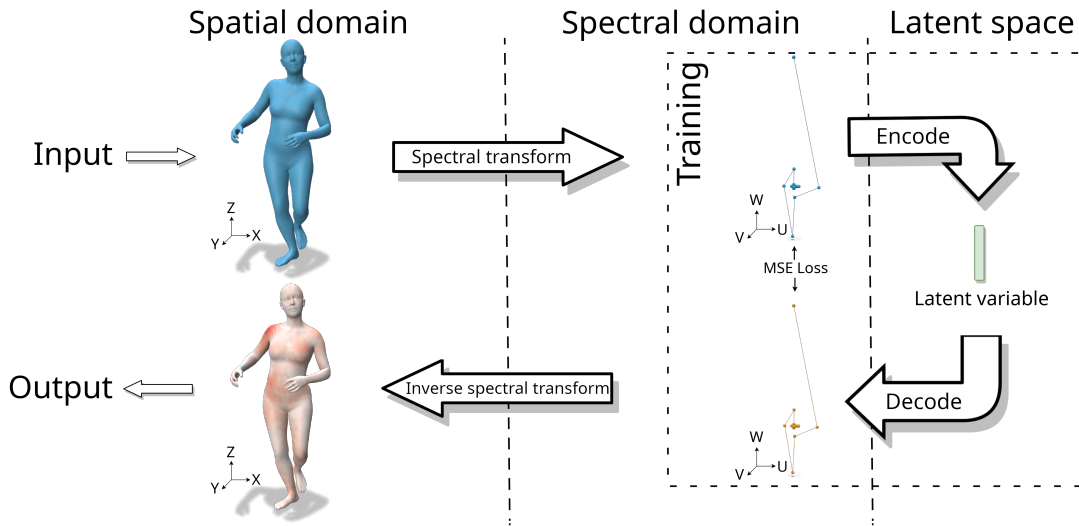 Spatial domain
Spectral domain
Latent space
Input
Spectral transform
Training
Encode
Z
Y
X
W
V
U
MSE Loss
Latent variable
Output
Inverse spectral transform
Decode
Z
Y
X
W
V
U